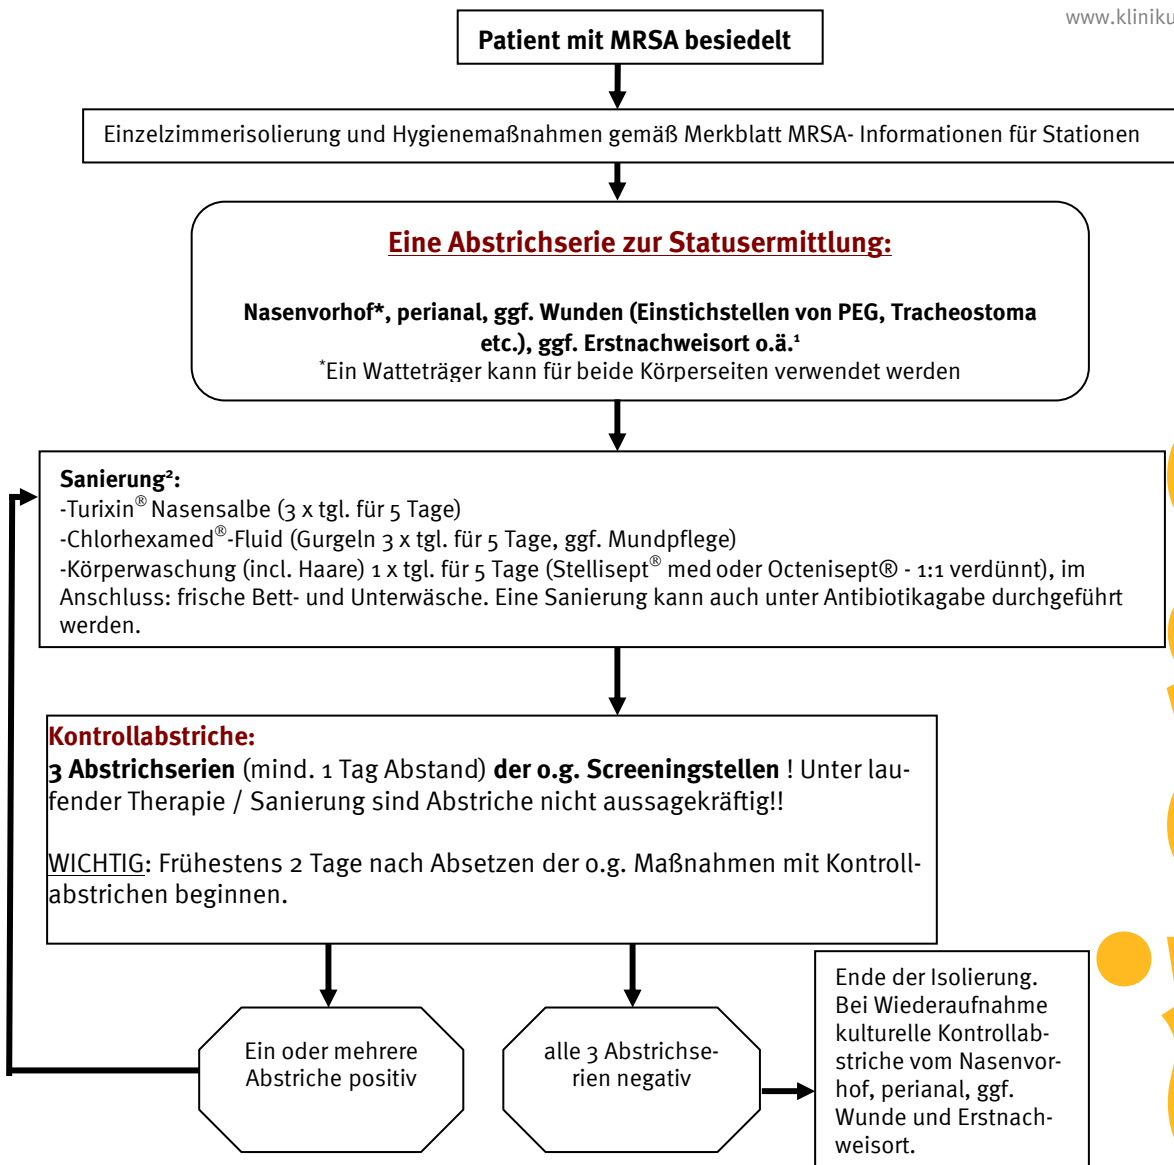 www.kliniku
Patient mit MRSA besiedelt
Einzelzimmerisolierung und Hygienemaßnahmen gemäß Merkblatt MRSA- Informationen für Stationen
Eine Abstrichserie zur Statusermittlung:
Nasenvorhof*, perianal, ggf. Wunden (Einstichstellen von PEG, Tracheostoma
etc.), ggf. Erstnachweisort o.ä.¹
*Ein Watteträger kann für beide Körperseiten verwendet werden
Sanierung²:
-Turixin® Nasensalbe (3 x tgl. für 5 Tage)
-Chlorhexamed®-Fluid (Gurgeln 3 x tgl. für 5 Tage, ggf. Mundpflege)
-Körperwaschung (incl. Haare) 1 x tgl. für 5 Tage (Stellisept® med oder Octenisept® - 1:1 verdünnt), im
Anschluss: frische Bett- und Unterwäsche. Eine Sanierung kann auch unter Antibiotikagabe durchgeführt
werden.
Kontrollabstriche:
3 Abstrichserien (mind. 1 Tag Abstand) der o.g. Screeningstellen ! Unter lau-
fender Therapie / Sanierung sind Abstriche nicht aussagekräftig!!
WICHTIG: Frühestens 2 Tage nach Absetzen der o.g. Maßnahmen mit Kontroll-
abstrichen beginnen.
Ein oder mehrere
Abstriche positiv
alle 3 Abstrichse-
rien negativ
Ende der Isolierung.
Bei Wiederaufnahme
kulturelle Kontrollab-
striche vom Nasenvor-
hof, perianal, ggf.
Wunde und Erstnach-
weisort.